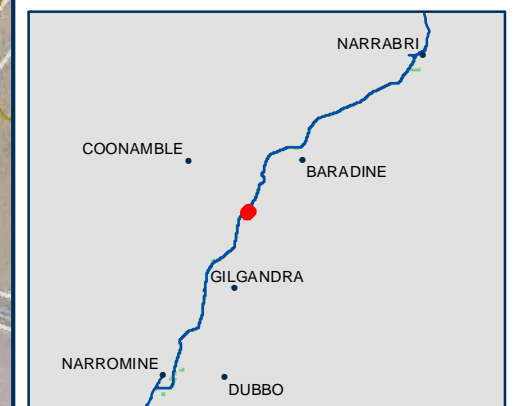 NARRABRI
COONAMBLE
BARADINE
GILGANDRA
NARROMINE
DUBBO